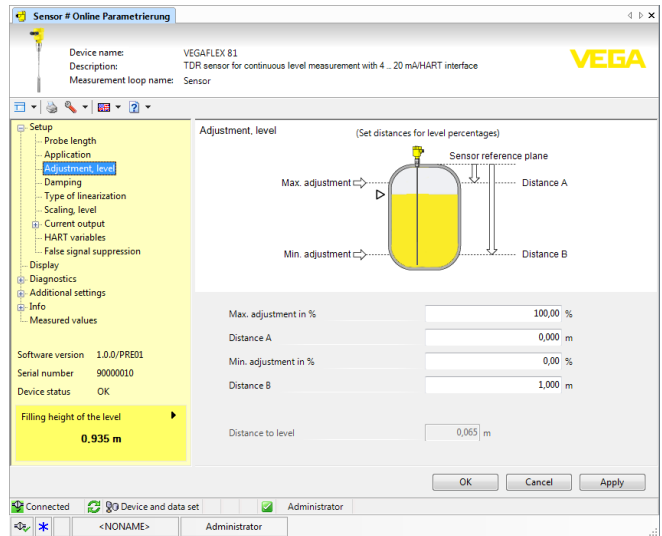 Sensor # Online Parametrierung
Device name: VEGAFLEX 81
Description: TDR sensor for continuous level measurement with 4 .. 20 mA/HART interface
Measurement loop name: Sensor
VEGA
Setup
Probe length
Application
Adjustment, level
Damping
Type of linearization
Scaling, level
Current output
HART variables
False signal suppression
Display
Diagnostics
Additional settings
Info
Measured values
Software version 1.0.0/PRE01
Serial number 90000010
Device status OK
Filling height of the level
0,935 m
Adjustment, level
(Set distances for level percentages)
Sensor reference plane
Max. adjustment
Distance A
Min. adjustment
Distance B
Max. adjustment in % 100,00 %
Distance A 0,000 m
Min. adjustment in % 0,00 %
Distance B 1,000 m
Distance to level 0,065 m
OK Cancel Apply
Connected Device and data set Administrator
<NONAME> Administrator